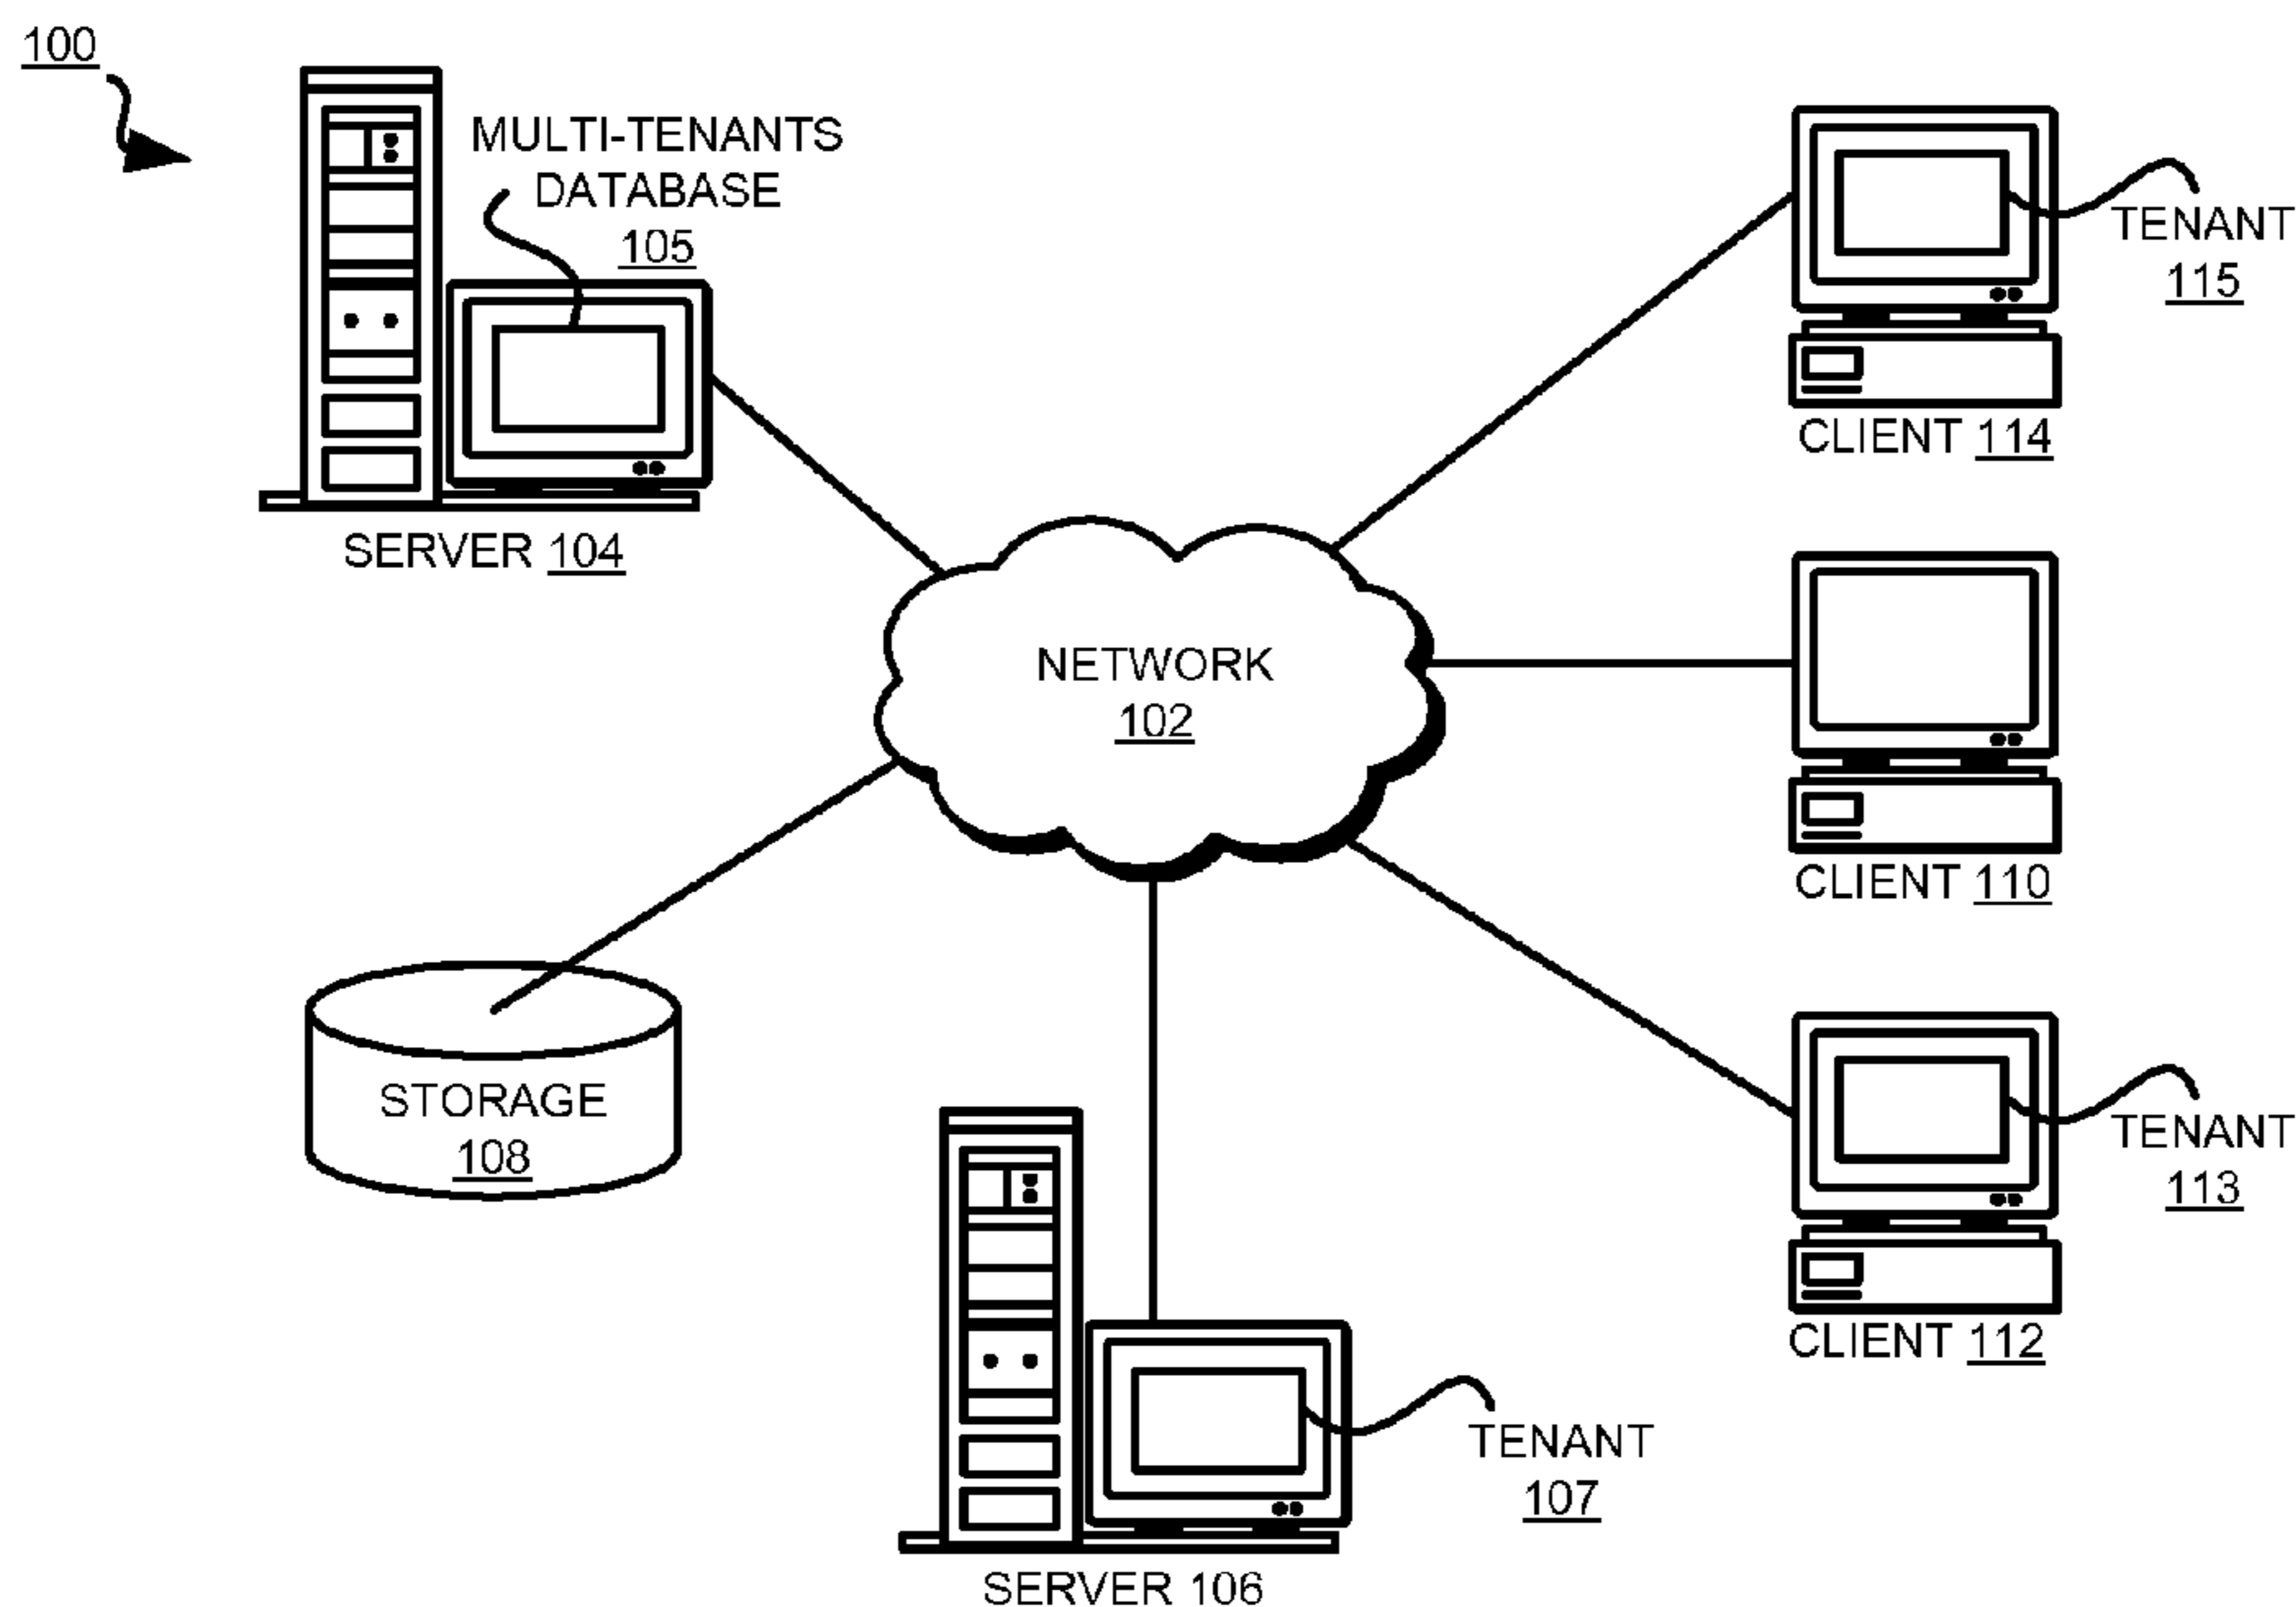 100
MULTI-TENANTS
DATABASE
105
SERVER 104
TENANT
115
CLIENT 114
NETWORK
102
CLIENT 110
STORAGE
108
TENANT
113
CLIENT 112
TENANT
107
SERVER 106